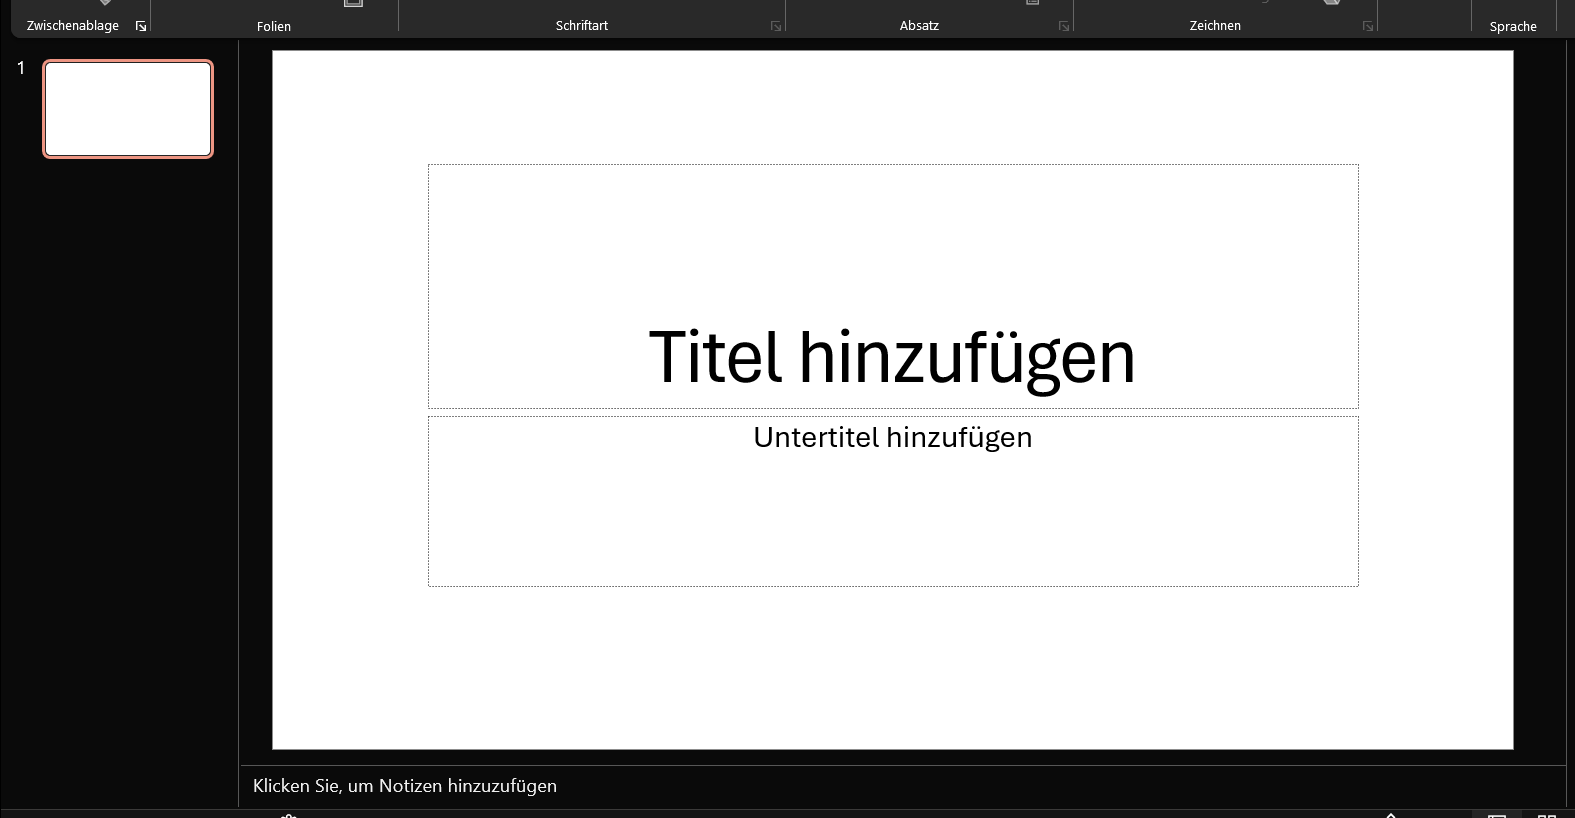 Zwischenablage
Folien
Schriftart
Absatz
Zeichnen
Sprache
1
Titel hinzufügen
Untertitel hinzufügen
Klicken Sie, um Notizen hinzuzufügen